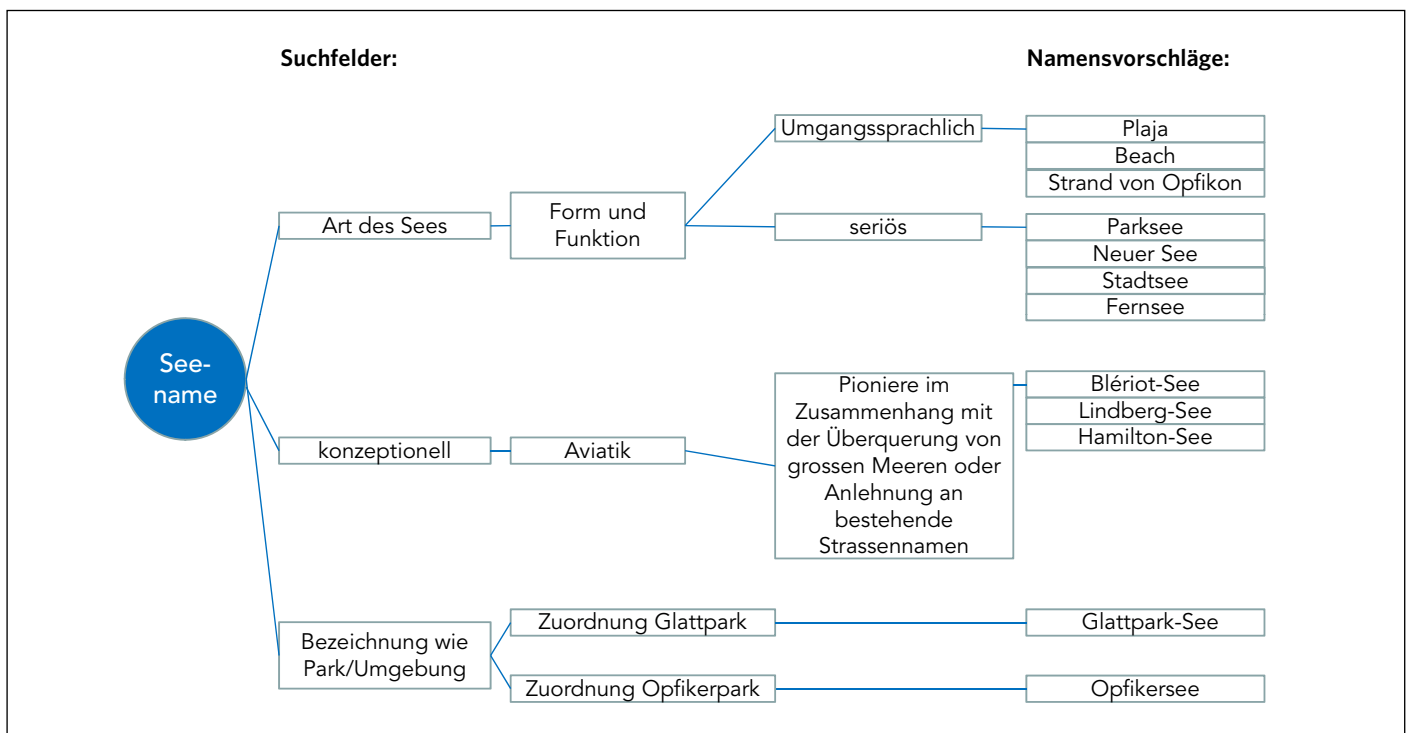 Suchfelder:
Namensvorschläge:
See-
name
Art des Sees
Form und
Funktion
Umgangssprachlich
Plaja
Beach
Strand von Opfikon
seriös
Parksee
Neuer See
Stadtsee
Fernsee
konzeptionell
Aviatik
Pioniere im
Zusammenhang mit
der Überquerung von
grossen Meeren oder
Anlehnung an
bestehende
Strassennamen
Blériot-See
Lindberg-See
Hamilton-See
Bezeichnung wie
Park/Umgebung
Zuordnung Glattpark
Glattpark-See
Zuordnung Opfikerpark
Opfikersee